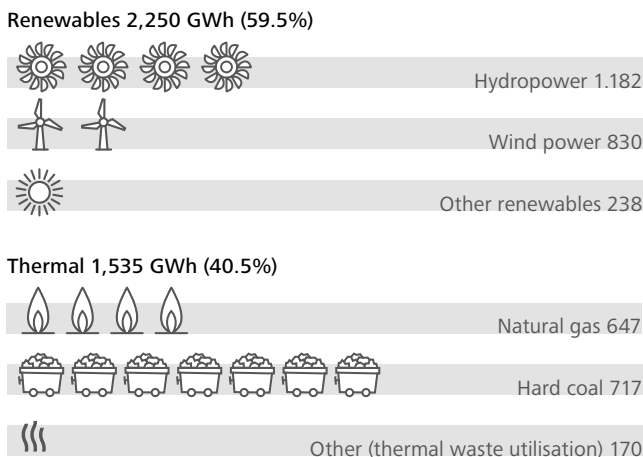 Renewables 2,250 GWh (59.5%)
Hydropower 1.182
Wind power 830
Other renewables 238
Thermal 1,535 GWh (40.5%)
Natural gas 647
Hard coal 717
Other (thermal waste utilisation) 170